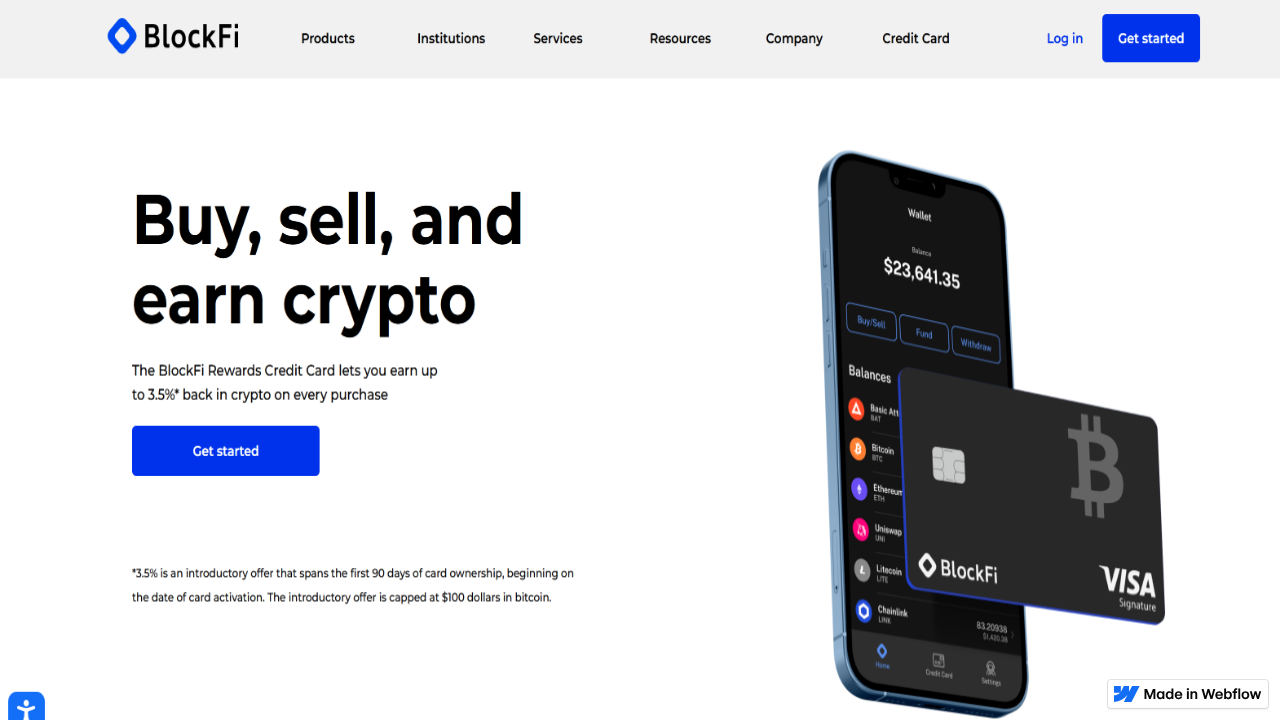 BlockFi
Products
Institutions
Services
Resources
Company
Credit Card
Log in
Get started
Buy, sell, and
earn crypto
The BlockFi Rewards Credit Card lets you earn up
to 3.5%* back in crypto on every purchase
Get started
*3.5% is an introductory offer that spans the first 90 days of card ownership, beginning on
the date of card activation. The introductory offer is capped at $100 dollars in bitcoin.
Wallet
Balance
$23,641.35
Buy/Sell
Fund
Withdraw
Balances
Basic Att
BAT
Bitcoin
BTC
Ethereum
ETH
Uniswap
UNI
Litecoin
LITE
Chainlink
LINK
83.20938
$1,420.38
Home
Credit Card
Settings
BlockFi
VISA
Signature
Made in Webflow